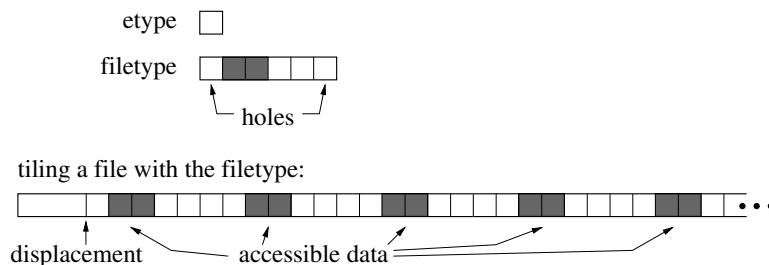 etype
filetype
holes
tiling a file with the filetype:
displacement
accessible data